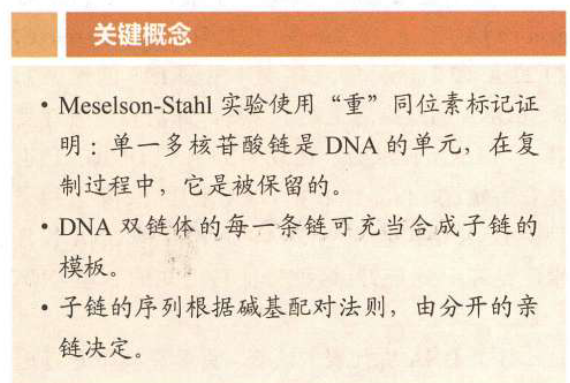 关键概念
• Meselson-Stahl 实验使用“重”同位素标记证
明：单一多核苷酸链是 DNA 的单元，在复
制过程中，它是被保留的。
• DNA 双链体的每一条链可充当合成子链的
模板。
• 子链的序列根据碱基配对法则，由分开的亲
链决定。